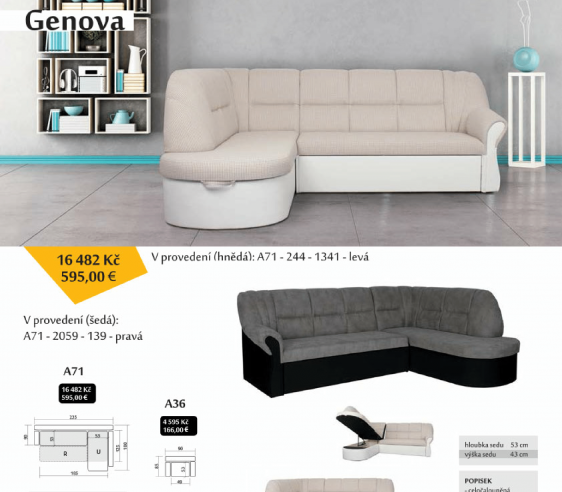 Genova
16 482 Kč
595,00 €
V provedení (hnědá): A71 - 244 - 1341 - levá
V provedení (šedá):
A71 - 2059 - 139 - pravá
A71
16 482 Kč
595,00 €
A36
4 595 Kč
166,00 €
R
U
hloubka sedu 53 cm
výška sedu 43 cm
POPISEK
- celočalouněná